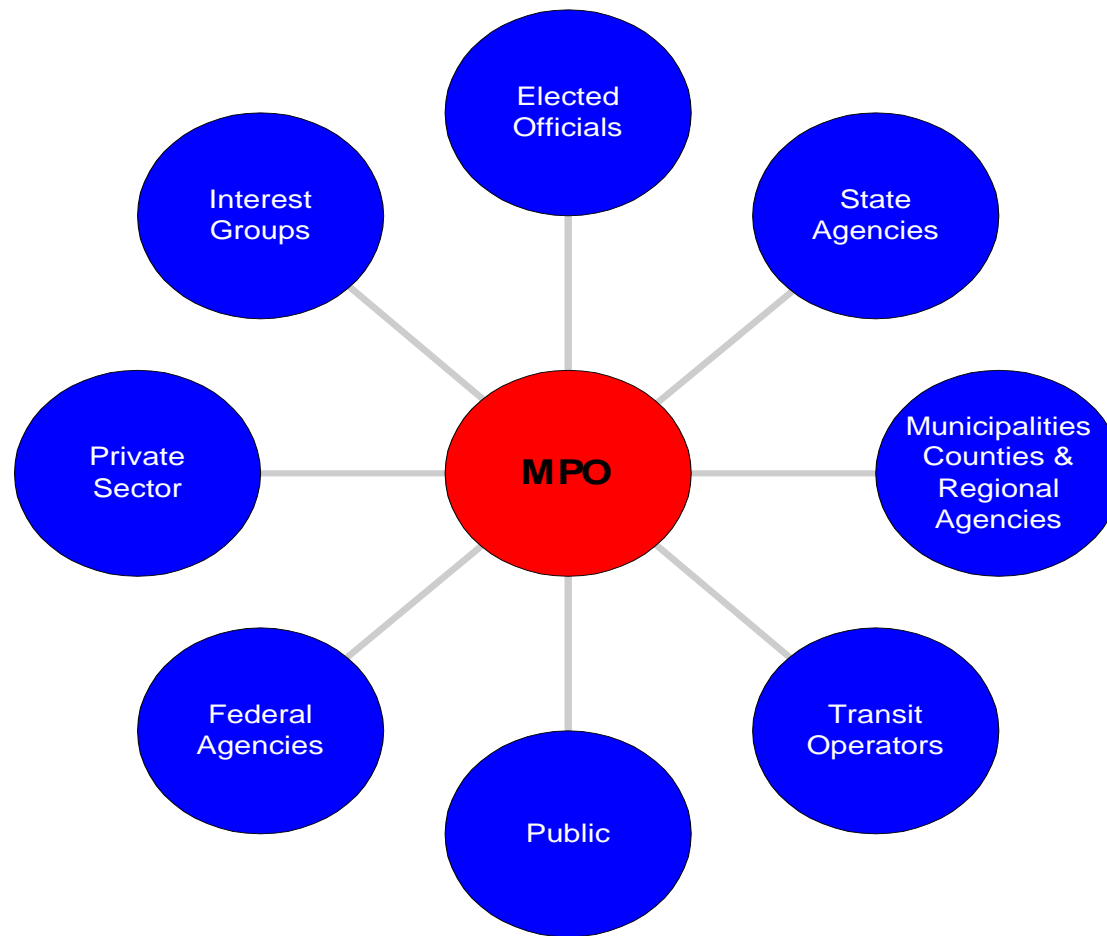 Elected
Officials
Interest
Groups
State
Agencies
Private
Sector
MPO
Municipalities
Counties &
Regional
Agencies
Federal
Agencies
Transit
Operators
Public